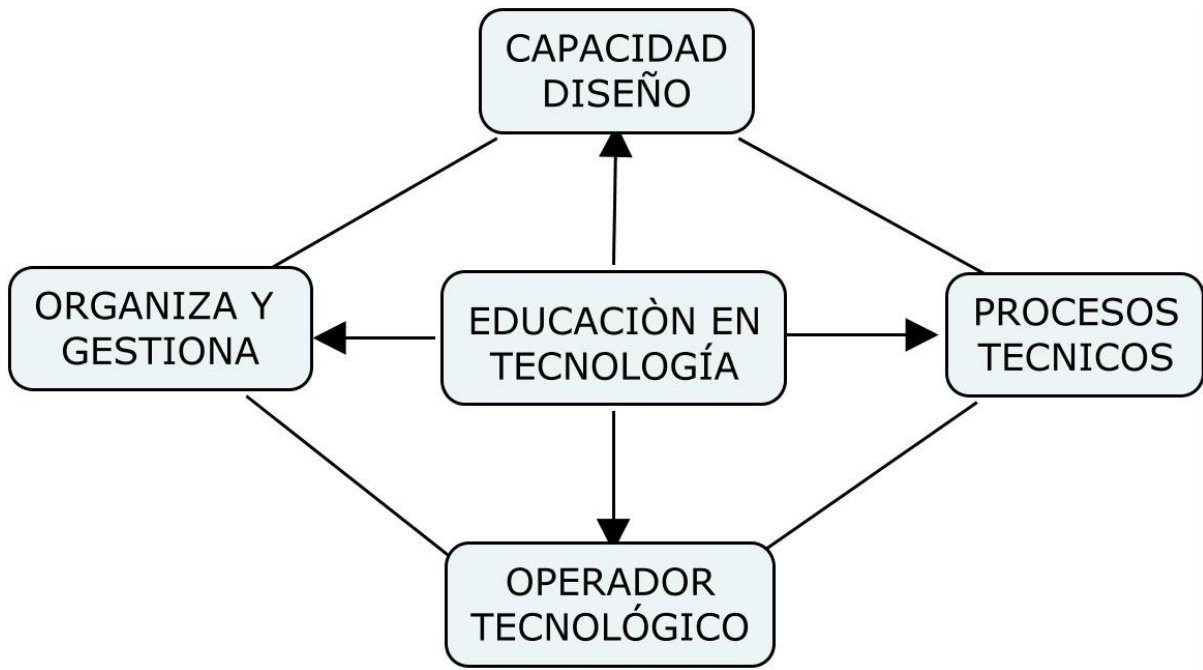 CAPACIDAD
DISEÑO
ORGANIZA Y
GESTIONA
EDUCACIÒN EN
TECNOLOGÍA
PROCESOS
TECNICOS
OPERADOR
TECNOLÓGICO